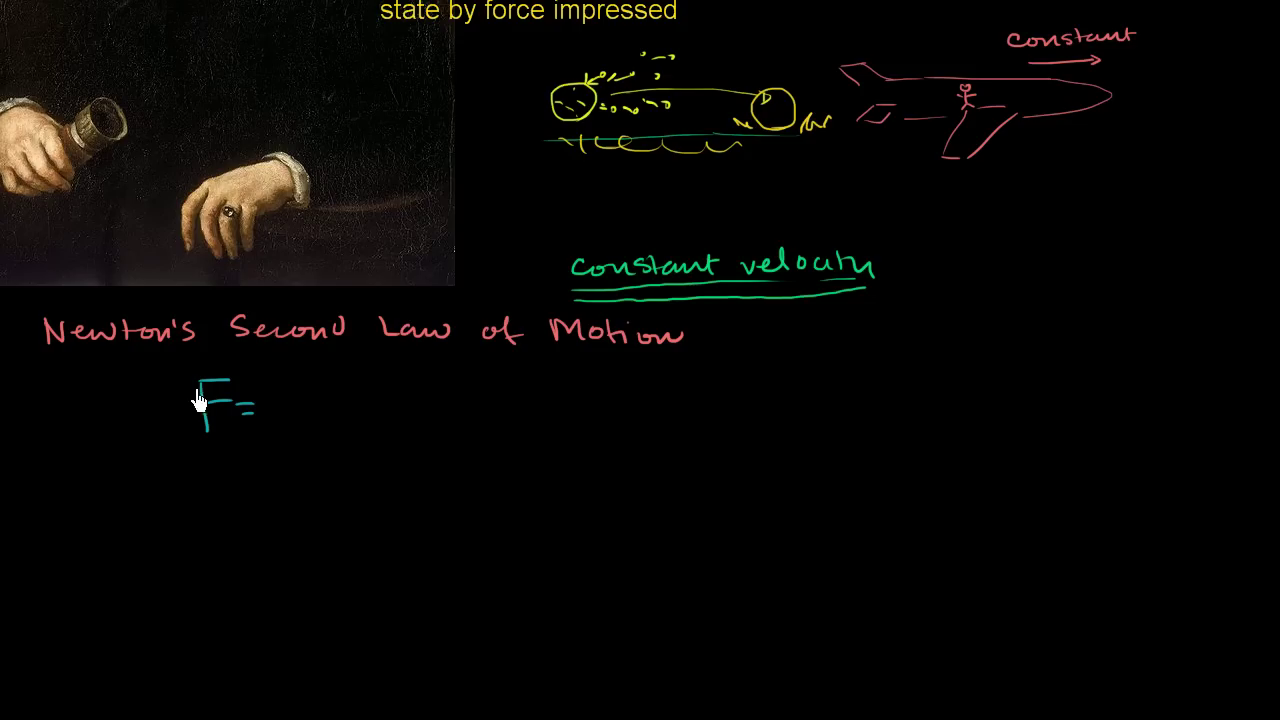 state by force impressed
constant
constant velocity
Newton's Second Law of Motion
F=